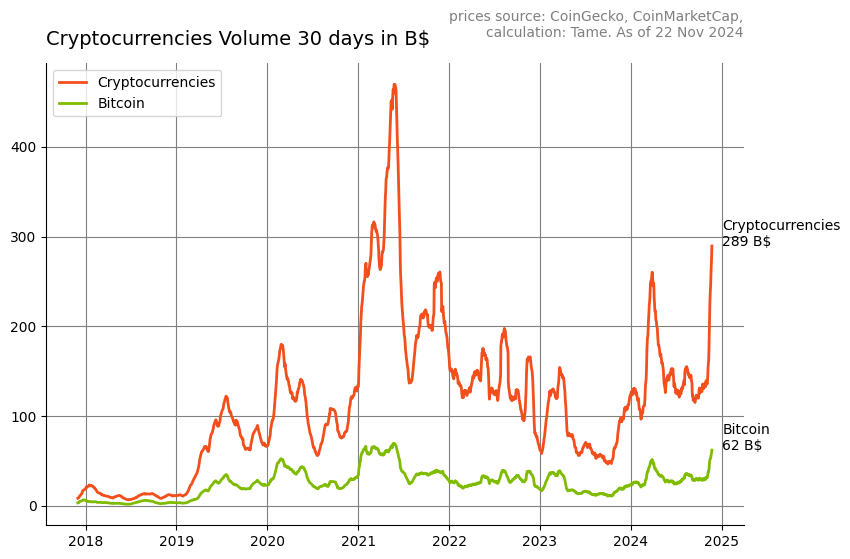 prices source: CoinGecko, CoinMarketCap,
calculation: Tame. As of 22 Nov 2024
Cryptocurrencies Volume 30 days in B$
Cryptocurrencies
Bitcoin
400
300
200
100
0
Cryptocurrencies
289 B$
Bitcoin
62 B$
2018
2019
2020
2021
2022
2023
2024
2025